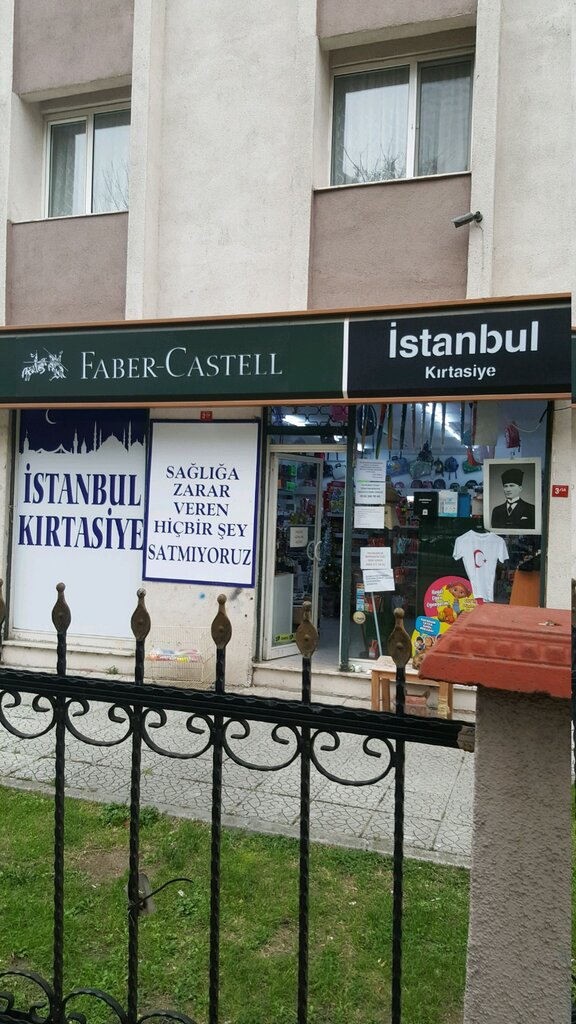 FABER-CASTELL
İstanbul
Kırtasiye
İSTANBUL
KIRTASİYE
SAĞLIĞA
ZARAR
VEREN
HİÇBİR ŞEY
SATMIYORUZ